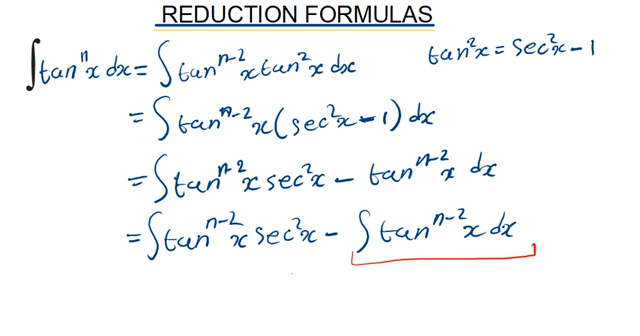 REDUCTION FORMULAS
∫tanⁿx dx = ∫tanⁿ⁻²x tan²x dx
tan²x = sec²x − 1
= ∫tanⁿ⁻²x(sec²x − 1) dx
= ∫tanⁿ⁻²x sec²x − tanⁿ⁻²x dx
= ∫tanⁿ⁻²x sec²x − ∫tanⁿ⁻²x dx